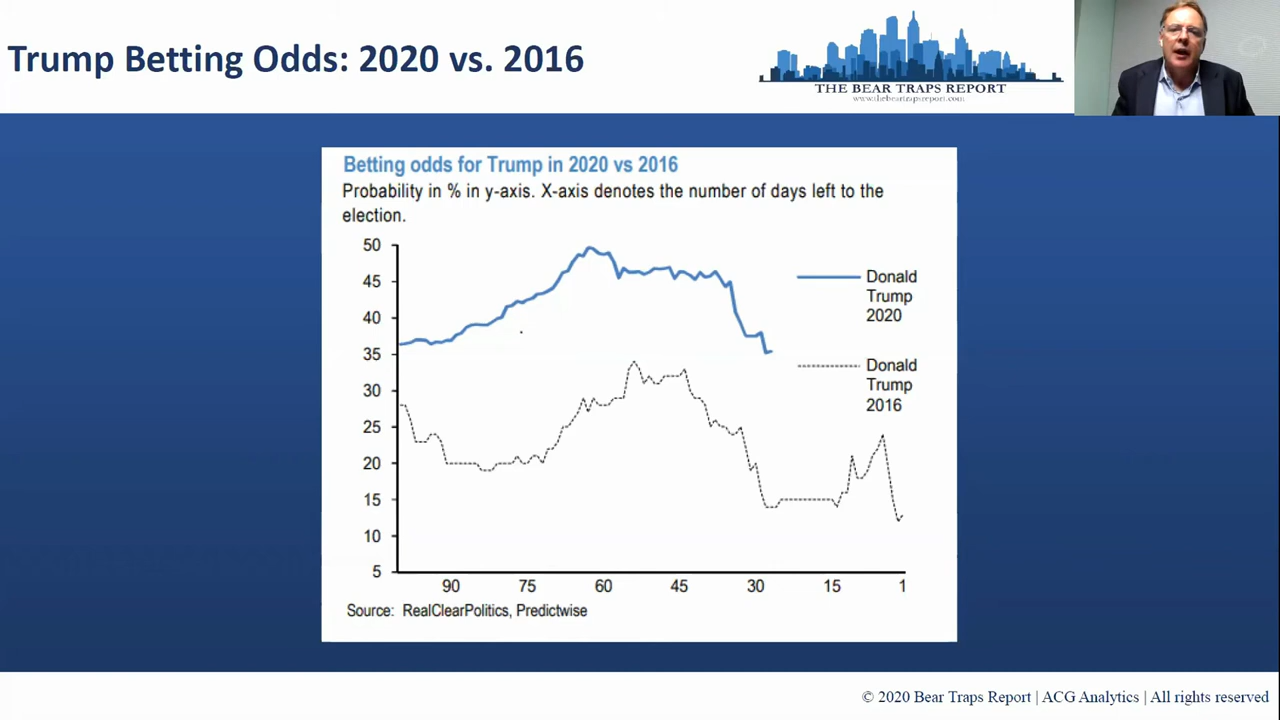 Trump Betting Odds: 2020 vs. 2016
THE BEAR TRAPS REPORT
www.thebeartrapsreport.com
Betting odds for Trump in 2020 vs 2016
Probability in % in y-axis. X-axis denotes the number of days left to the
election.
50
45
40
35
30
25
20
15
10
5
Donald
Trump
2020
Donald
Trump
2016
90 75 60 45 30 15 1
Source: RealClearPolitics, Predictwise
© 2020 Bear Traps Report | ACG Analytics | All rights reserved